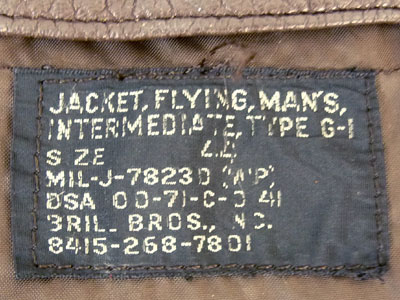 JACKET, FLYING, MAN'S,
INTERMEDIATE, TYPE G-1
S ZE 44
MIL-J-7823D (WP)
DSA 00-71-C-0 41
BRILL BROS., NC.
8415-268-7801